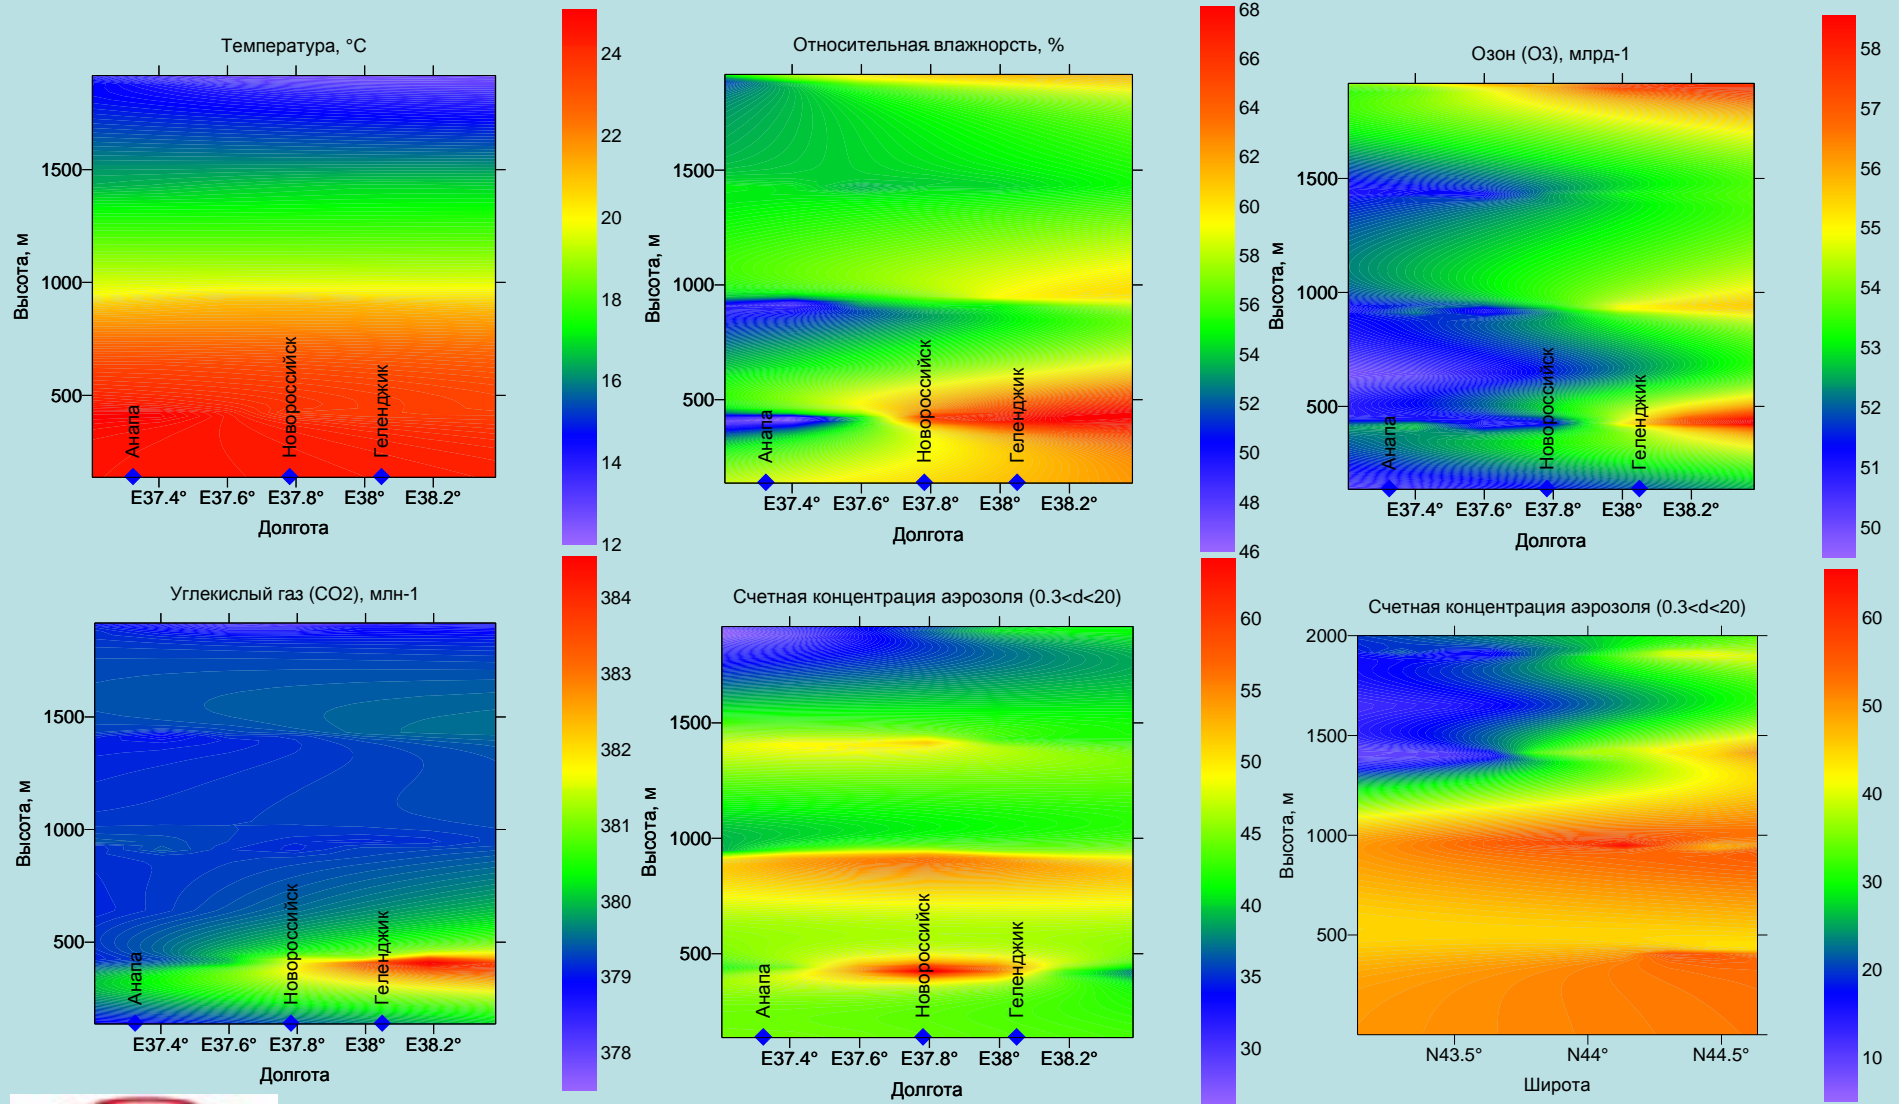 Температура, °C
24
22
20
18
16
14
12
1500
1000
500
Высота, м
Анапа
Новороссийск
Геленджик
E37.4° E37.6° E37.8° E38° E38.2°
Долгота
Относительная влажнорсть, %
68
66
64
62
60
58
56
54
52
50
48
46
1500
1000
500
Высота, м
Анапа
Новороссийск
Геленджик
E37.4° E37.6° E37.8° E38° E38.2°
Долгота
Озон (О3), млрд-1
58
57
56
55
54
53
52
51
50
1500
1000
500
Высота, м
Анапа
Новороссийск
Геленджик
E37.4° E37.6° E37.8° E38° E38.2°
Долгота
Углекислый газ (CO2), млн-1
384
383
382
381
380
379
378
1500
1000
500
Высота, м
Анапа
Новороссийск
Геленджик
E37.4° E37.6° E37.8° E38° E38.2°
Долгота
Счетная концентрация аэрозоля (0.3<d<20)
60
55
50
45
40
35
30
1500
1000
500
Высота, м
Анапа
Новороссийск
Геленджик
E37.4° E37.6° E37.8° E38° E38.2°
Долгота
Счетная концентрация аэрозоля (0.3<d<20)
60
50
40
30
20
10
2000
1500
1000
500
Высота, м
N43.5° N44° N44.5°
Широта